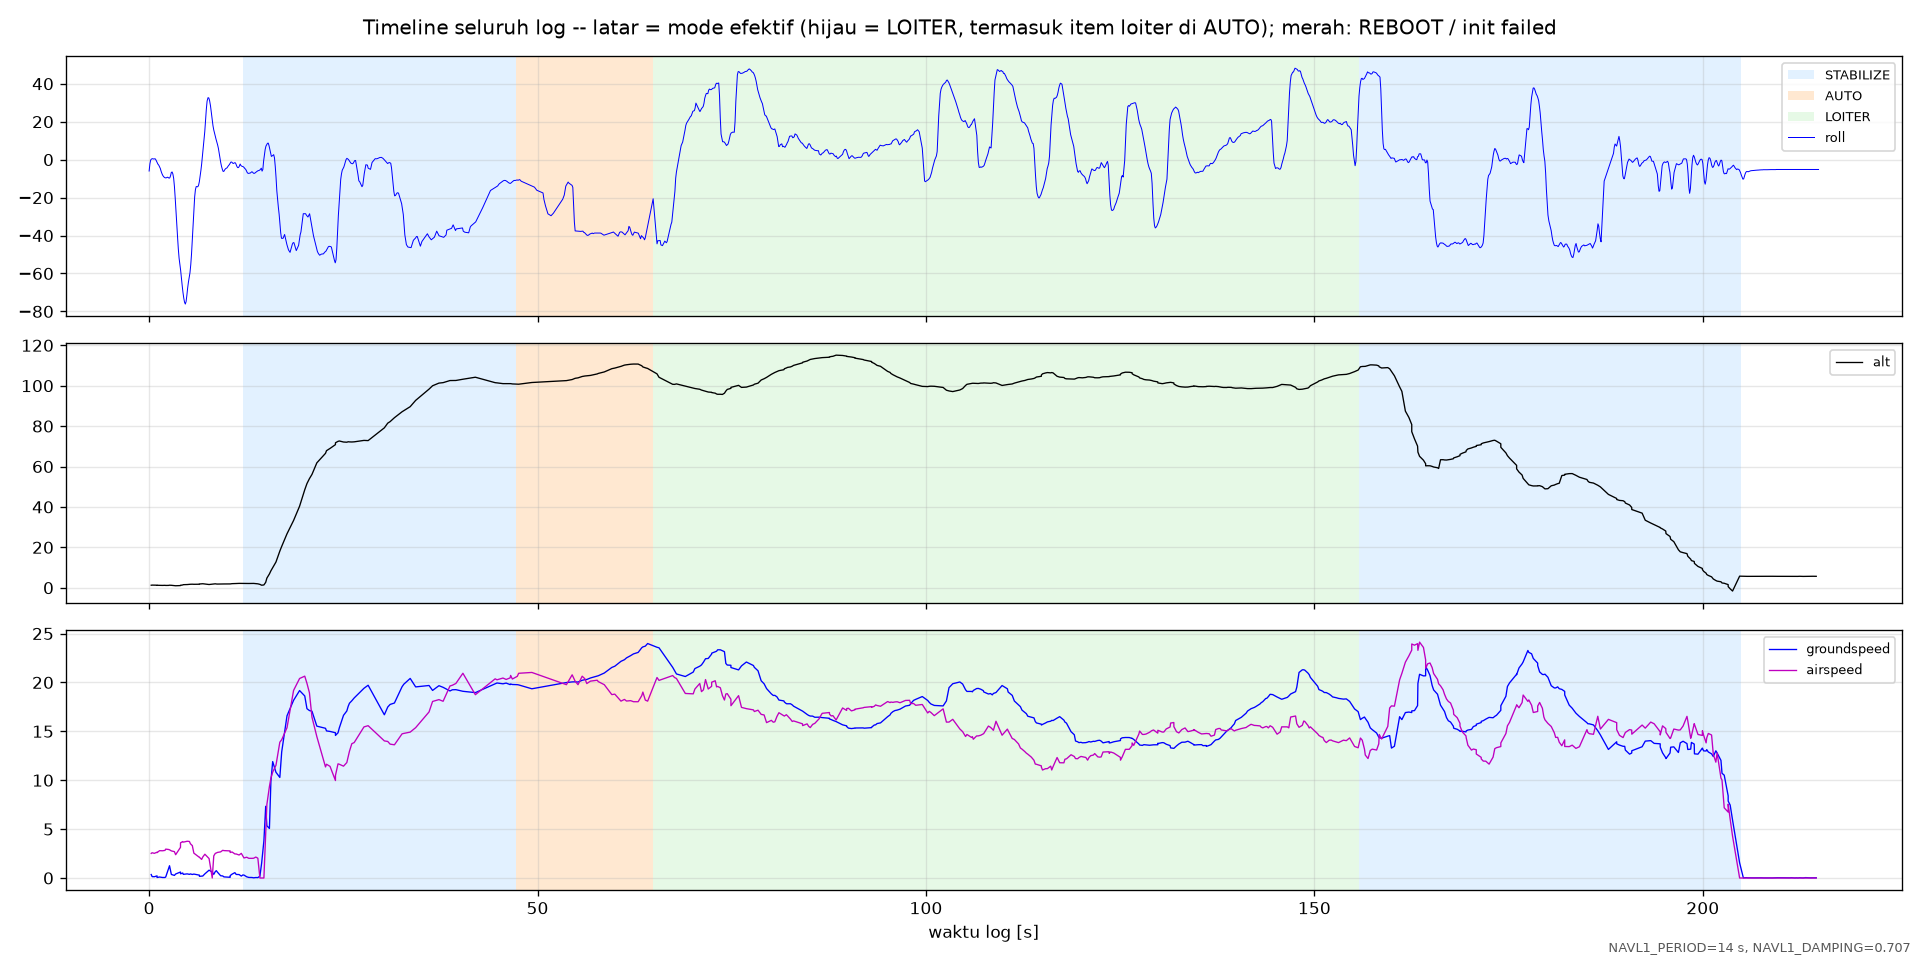 Timeline seluruh log -- latar = mode efektif (hijau = LOITER, termasuk item loiter di AUTO); merah: REBOOT / init failed
40
20
0
−20
−40
−60
−80
STABILIZE
AUTO
LOITER
roll
120
100
80
60
40
20
0
alt
25
20
15
10
5
0
groundspeed
airspeed
0 50 100 150 200
waktu log [s]
NAVL1_PERIOD=14 s, NAVL1_DAMPING=0.707